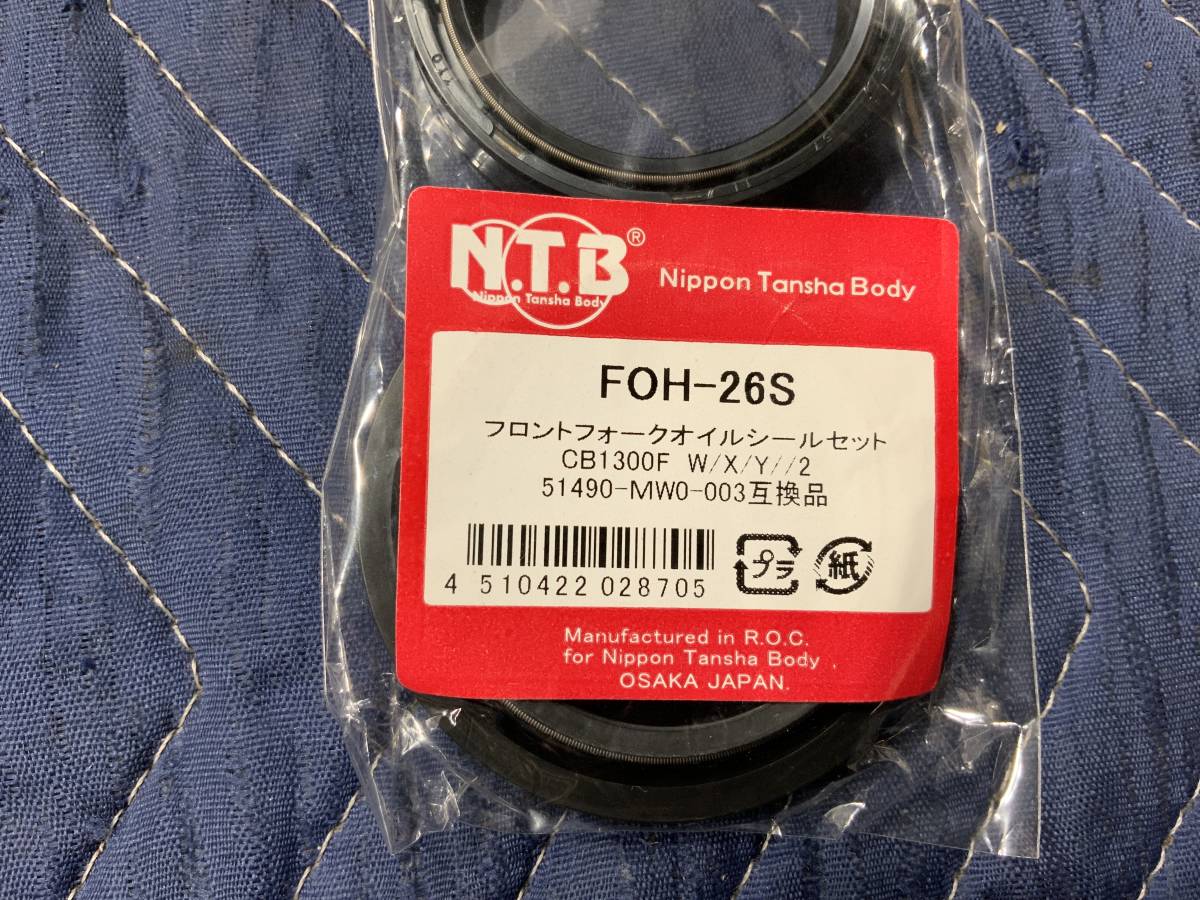 N.T.B®
Nippon Tansha Body
Nippon Tansha Body
FOH-26S
フロントフォークオイルシールセット
CB1300F W/X/Y//2
51490-MW0-003互換品
4 510422 028705
プラ
紙
Manufactured in R.O.C.
for Nippon Tansha Body .
OSAKA JAPAN.